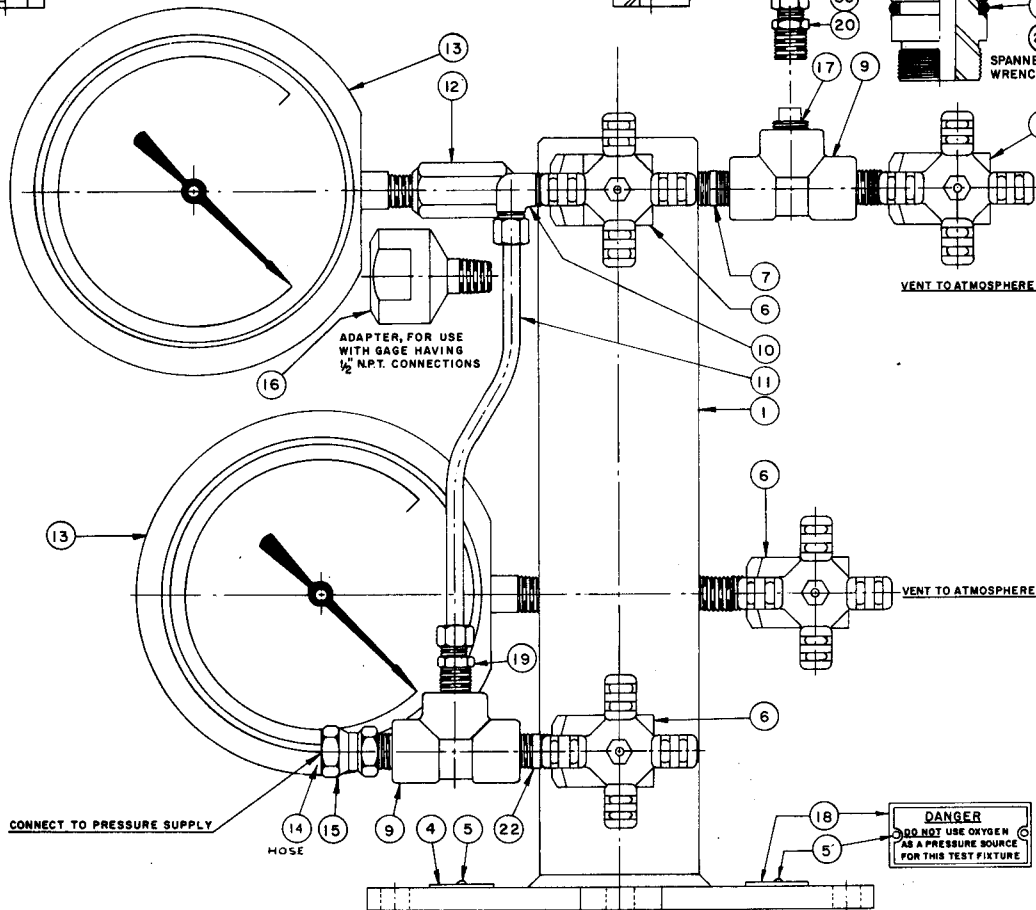 20
SPANNE
WRENC
13
12
17
9
7
6
VENT TO ATMOSPHERE
ADAPTER, FOR USE
WITH GAGE HAVING
1/2" N.P.T. CONNECTIONS
10
11
16
1
6
13
VENT TO ATMOSPHERE
19
6
CONNECT TO PRESSURE SUPPLY
14
15
9
4
5
22
18
5
HOSE
DANGER
DO NOT USE OXYGEN
AS A PRESSURE SOURCE
FOR THIS TEST FIXTURE